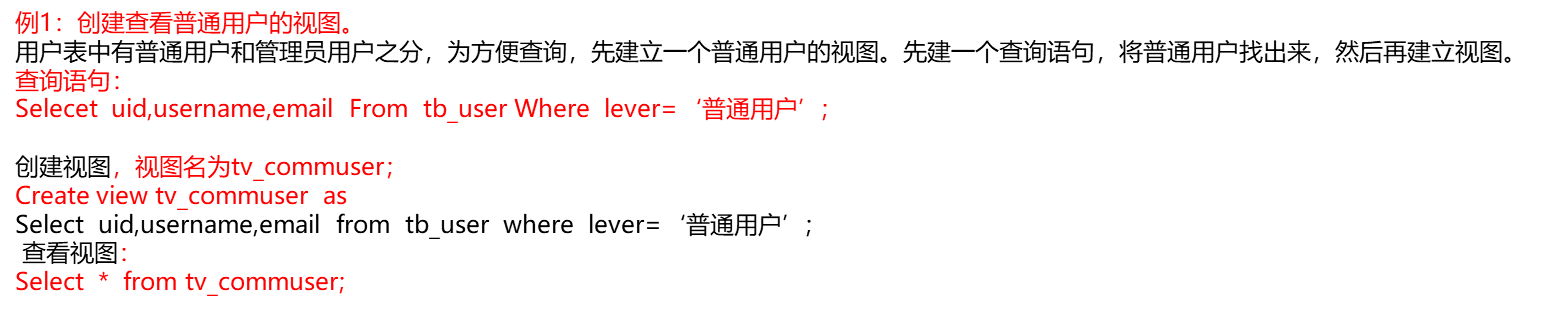 例1：创建查看普通用户的视图。
用户表中有普通用户和管理员用户之分，为方便查询，先建立一个普通用户的视图。先建一个查询语句，将普通用户找出来，然后再建立视图。
查询语句：
Selecet  uid,username,email  From  tb_user Where  lever= ‘普通用户’；
创建视图，视图名为tv_commuser；
Create view tv_commuser  as
Select  uid,username,email  from  tb_user  where  lever= ‘普通用户’；
查看视图：
Select  *  from tv_commuser;